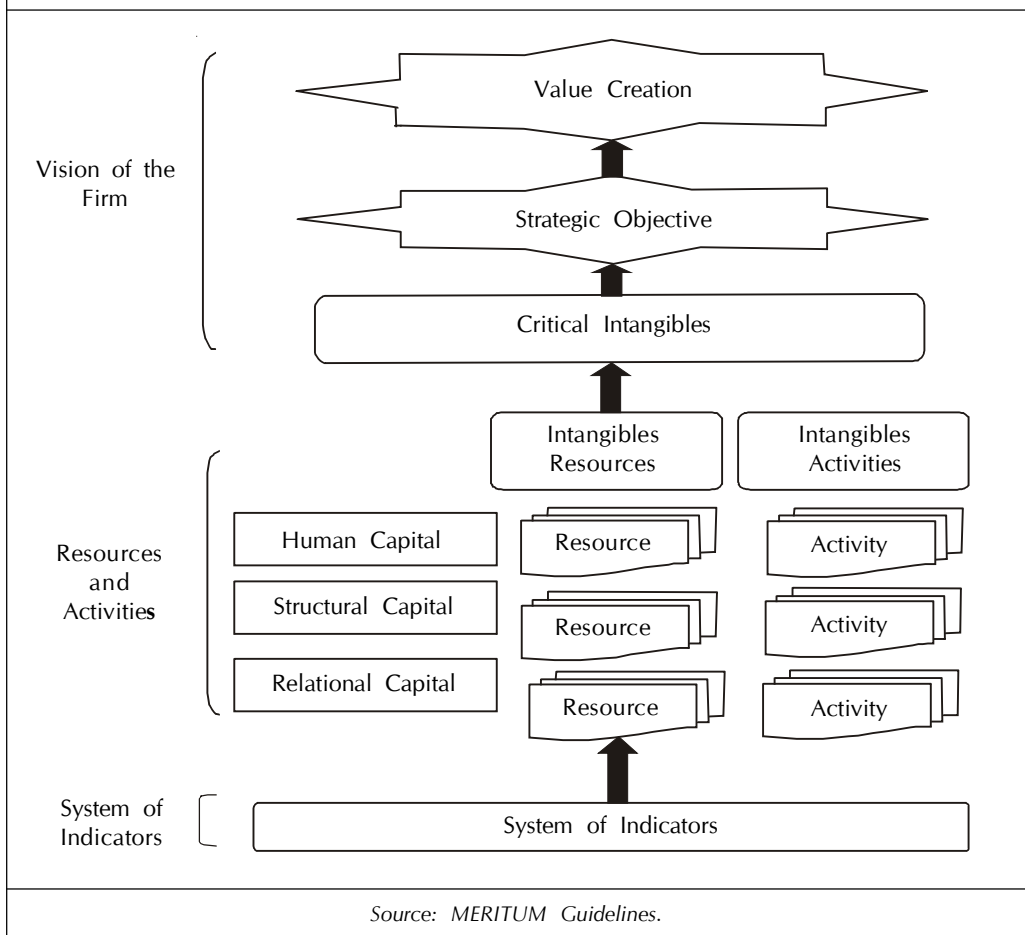 Value Creation
Vision of the
Firm
Strategic Objective
Critical Intangibles
Intangibles
Resources
Intangibles
Activities
Resources
and
Activities
Human Capital
Resource
Activity
Structural Capital
Resource
Activity
Relational Capital
Resource
Activity
System of
Indicators
System of Indicators
Source: MERITUM Guidelines.